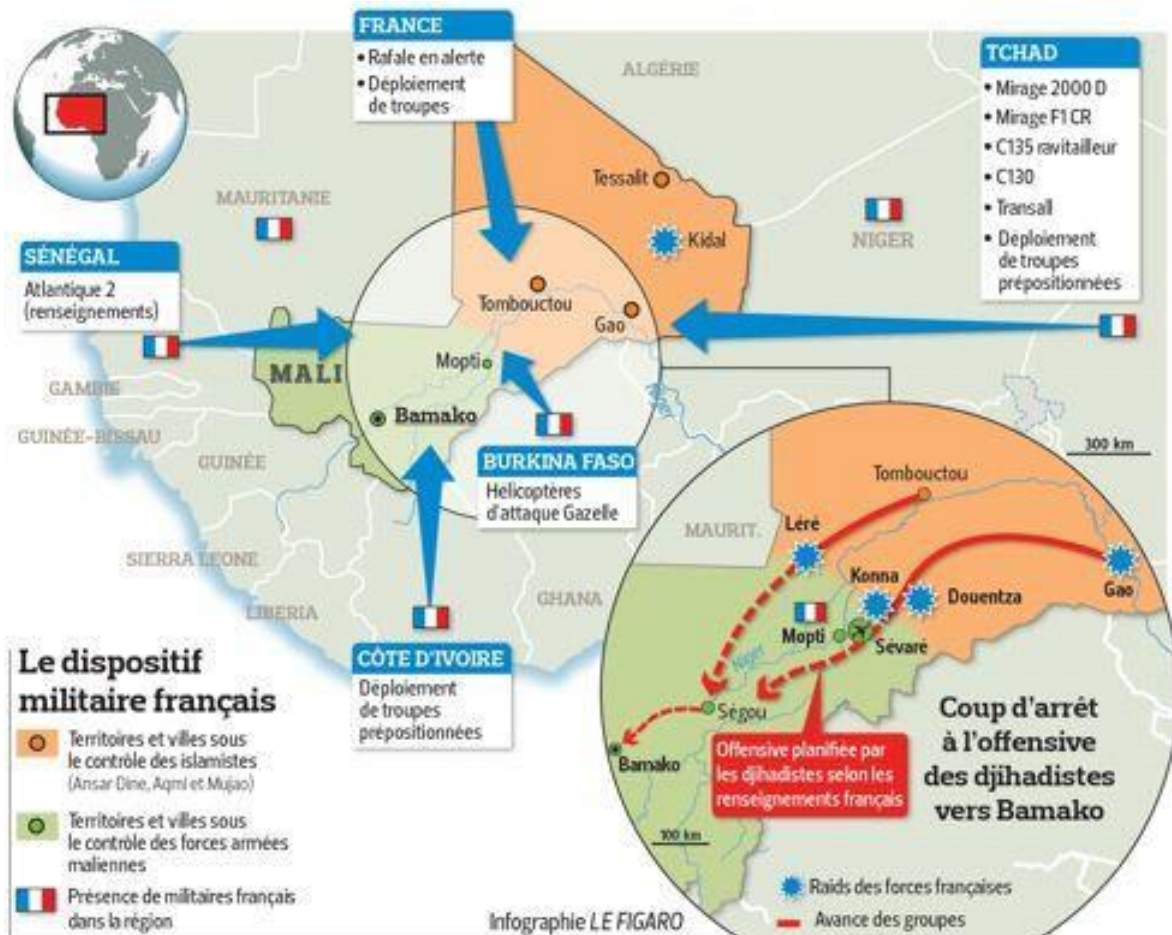 FRANCE
• Rafale en alerte
• Déploiement
de troupes
ALGÉRIE
TCHAD
• Mirage 2000 D
• Mirage F1 CR
• C135 ravitailleur
• C130
• Transall
• Déploiement
de troupes
prépositionnées
MAURITANIE
Tessalit
Kidal
NIGER
SÉNÉGAL
Atlantique 2
(renseignements)
Tombouctou
Gao
Mopti
MALI
Bamako
GAMBIE
GUINÉE-BISSAU
GUINÉE
SIERRA LEONE
LIBERIA
GHANA
BURKINA FASO
Hélicoptères
d'attaque Gazelle
CÔTE D'IVOIRE
Déploiement
de troupes
prépositionnées
300 km
Tombouctou
MAURIT.
Léré
Konna
Douentza
Gao
Mopti
Sévaré
Niger
Ségou
Bamako
Offensive planifiée par
les djihadistes selon les
renseignements français
100 km
Coup d'arrêt
à l'offensive
des djihadistes
vers Bamako
Raids des forces françaises
Avance des groupes
Le dispositif
militaire français
Territoires et villes sous
le contrôle des islamistes
(Ansar Dine, Aqmi et Mujao)
Territoires et villes sous
le contrôle des forces armées
maliennes
Présence de militaires français
dans la région
Infographie LE FIGARO